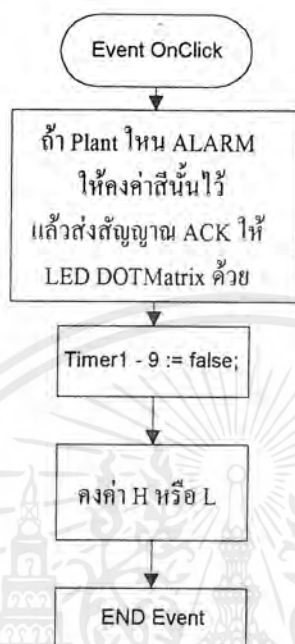 Event OnClick
ถ้า Plant ใหน ALARM
ให้คงค่าสีนั้นไว้
แล้วส่งสัญญาณ ACK ให้
LED DOTMatrix ด้วย
Timer1 - 9 := false;
คงค่า H หรือ L
END Event